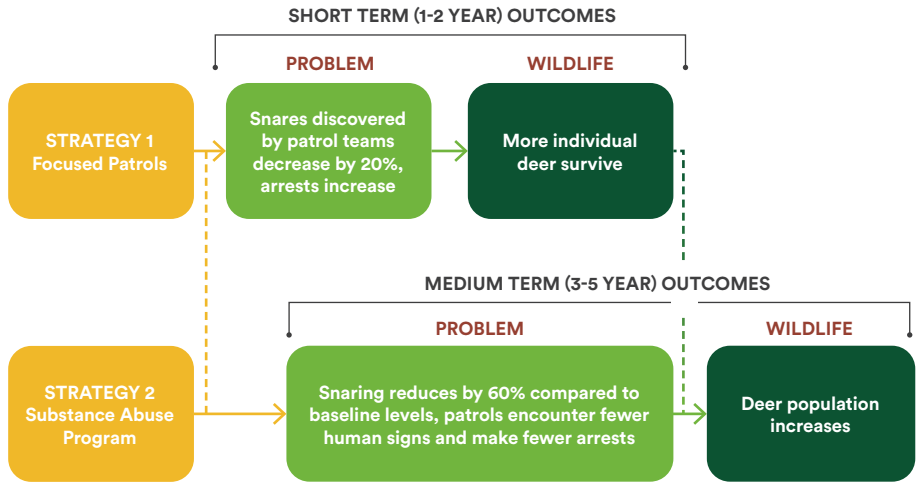 SHORT TERM (1-2 YEAR) OUTCOMES
PROBLEM
WILDLIFE
STRATEGY 1
Focused Patrols
Snares discovered
by patrol teams
decrease by 20%,
arrests increase
More individual
deer survive
MEDIUM TERM (3-5 YEAR) OUTCOMES
PROBLEM
WILDLIFE
STRATEGY 2
Substance Abuse
Program
Snaring reduces by 60% compared to
baseline levels, patrols encounter fewer
human signs and make fewer arrests
Deer population
increases